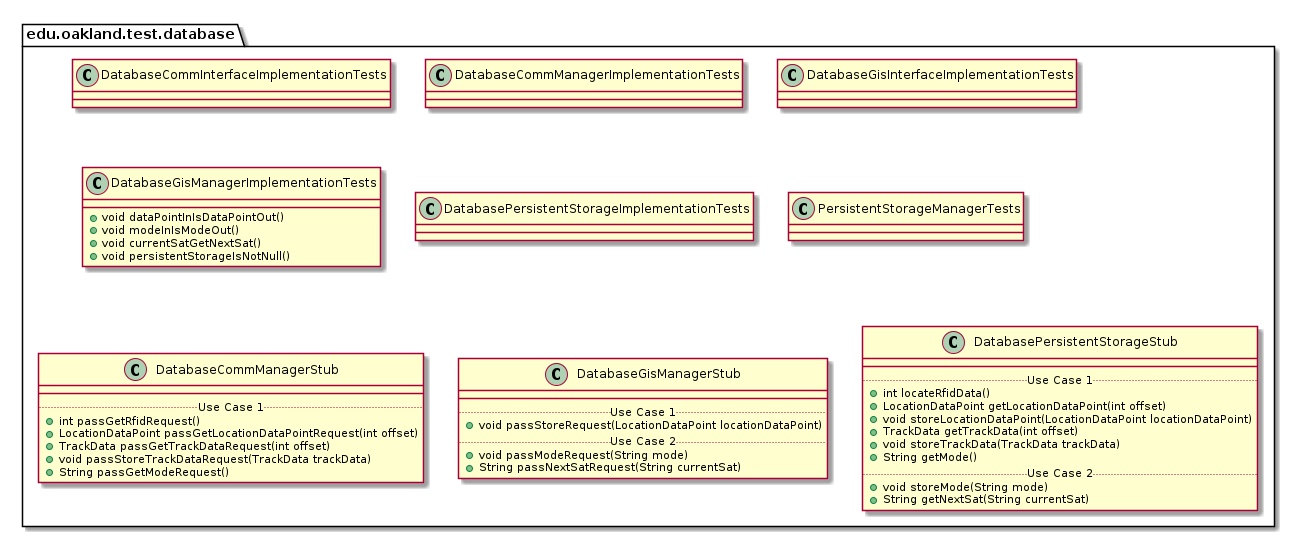 edu.oakland.test.database
C DatabaseCommInterfaceImplementationTests
C DatabaseCommManagerImplementationTests
C DatabaseGisInterfaceImplementationTests
C DatabaseGisManagerImplementationTests
void dataPointInIsDataPointOut()
void modeInIsModeOut()
void currentSatGetNextSat()
void persistentStorageIsNotNull()
C DatabasePersistentStorageImplementationTests
C PersistentStorageManagerTests
C DatabaseCommManagerStub
Use Case 1
int passGetRfidRequest()
LocationDataPoint passGetLocationDataPointRequest(int offset)
TrackData passGetTrackDataRequest(int offset)
void passStoreTrackDataRequest(TrackData trackData)
String passGetModeRequest()
C DatabaseGisManagerStub
Use Case 1
void passStoreRequest(LocationDataPoint locationDataPoint)
Use Case 2
void passModeRequest(String mode)
String passNextSatRequest(String currentSat)
C DatabasePersistentStorageStub
Use Case 1
int locateRfidData()
LocationDataPoint getLocationDataPoint(int offset)
void storeLocationDataPoint(LocationDataPoint locationDataPoint)
TrackData getTrackData(int offset)
void storeTrackData(TrackData trackData)
String getMode()
Use Case 2
void storeMode(String mode)
String getNextSat(String currentSat)